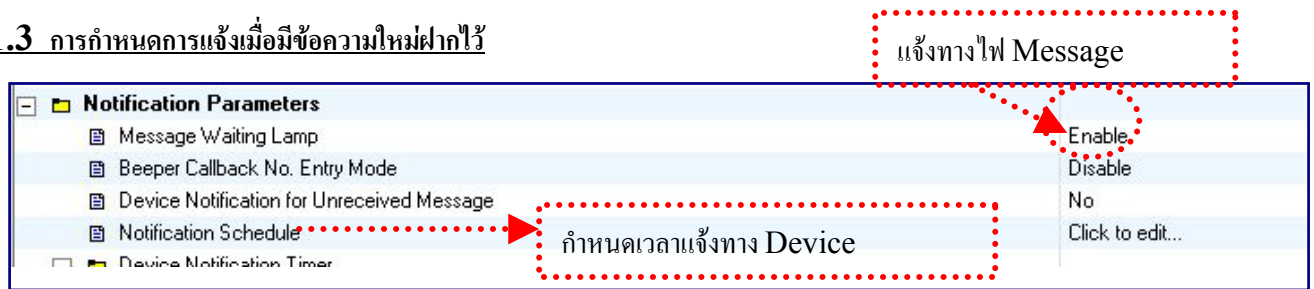 .3 การกำหนดการแจ้งเมื่อมีข้อความใหม่ฝากไว้
แจ้งทางไฟ Message
Notification Parameters
Message Waiting Lamp Enable
Beeper Callback No. Entry Mode Disable
Device Notification for Unreceived Message No
Notification Schedule Click to edit...
กำหนดเวลาแจ้งทาง Device
Device Notification Timer